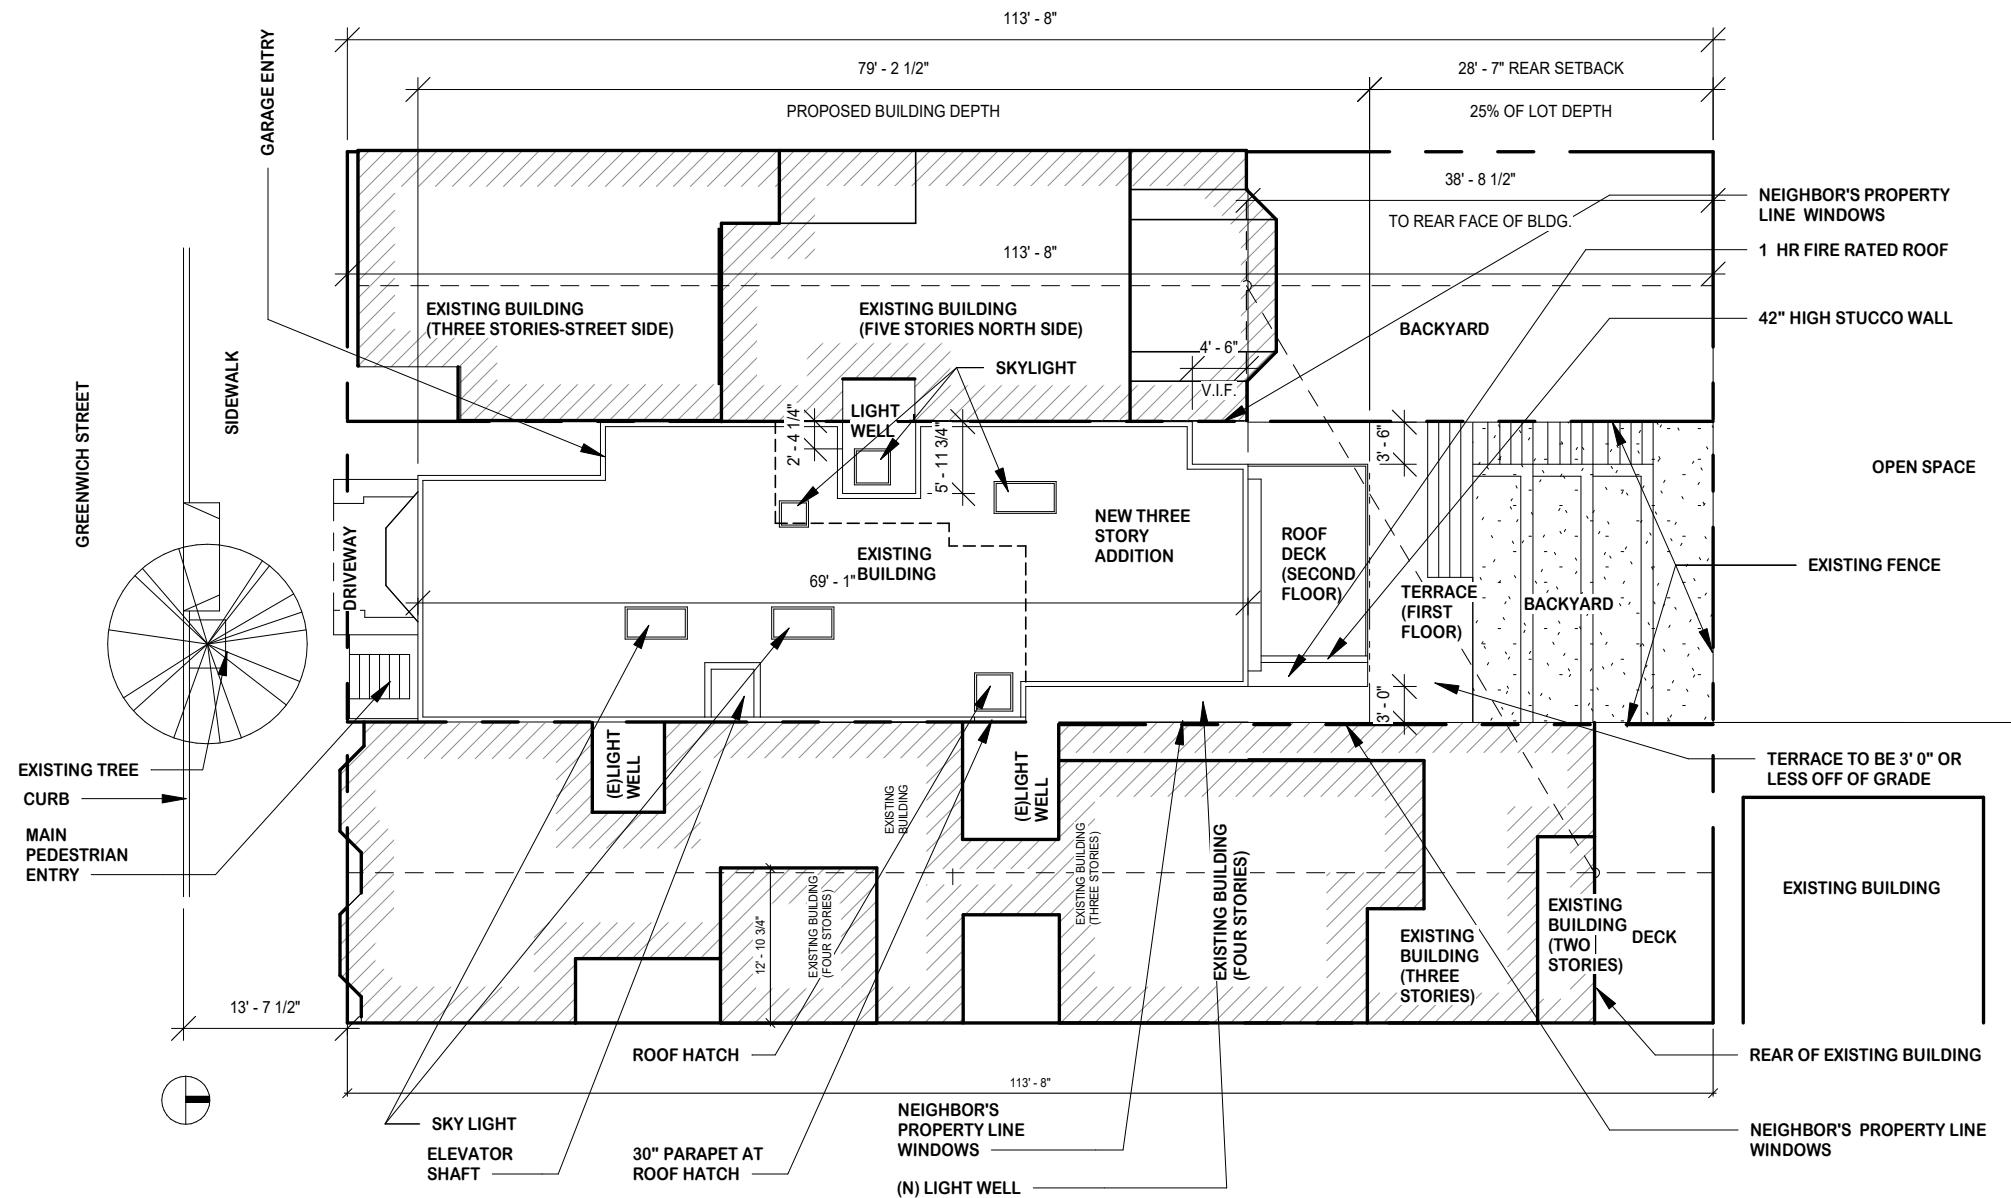 113' - 8"
79' - 2 1/2"
28' - 7" REAR SETBACK
PROPOSED BUILDING DEPTH
25% OF LOT DEPTH
GARAGE ENTRY
38' - 8 1/2"
TO REAR FACE OF BLDG.
NEIGHBOR'S PROPERTY
LINE WINDOWS
113' - 8"
1 HR FIRE RATED ROOF
EXISTING BUILDING
(THREE STORIES-STREET SIDE)
EXISTING BUILDING
(FIVE STORIES NORTH SIDE)
BACKYARD
42" HIGH STUCCO WALL
4' - 6"
V.I.F.
SKYLIGHT
SIDEWALK
GREENWICH STREET
LIGHT
WELL
2' - 4 1/4"
5' - 11 3/4"
3' - 6"
OPEN SPACE
NEW THREE
STORY
ADDITION
ROOF
DECK
(SECOND
FLOOR)
EXISTING
BUILDING
69' - 1"
DRIVEWAY
TERRACE
(FIRST
FLOOR)
BACKYARD
EXISTING FENCE
3' - 0"
EXISTING TREE
CURB
MAIN
PEDESTRIAN
ENTRY
(E)LIGHT
WELL
EXISTING
BUILDING
(E)LIGHT
WELL
TERRACE TO BE 3' 0" OR
LESS OFF OF GRADE
EXISTING BUILDING
(THREE STORIES)
EXISTING BUILDING
(FOUR STORIES)
12' - 10 3/4"
EXISTING BUILDING
(FOUR STORIES)
EXISTING
BUILDING
(THREE
STORIES)
EXISTING
BUILDING
(TWO
STORIES)
DECK
EXISTING BUILDING
13' - 7 1/2"
ROOF HATCH
REAR OF EXISTING BUILDING
113' - 8"
SKY LIGHT
ELEVATOR
SHAFT
30" PARAPET AT
ROOF HATCH
NEIGHBOR'S
PROPERTY LINE
WINDOWS
(N) LIGHT WELL
NEIGHBOR'S PROPERTY LINE
WINDOWS